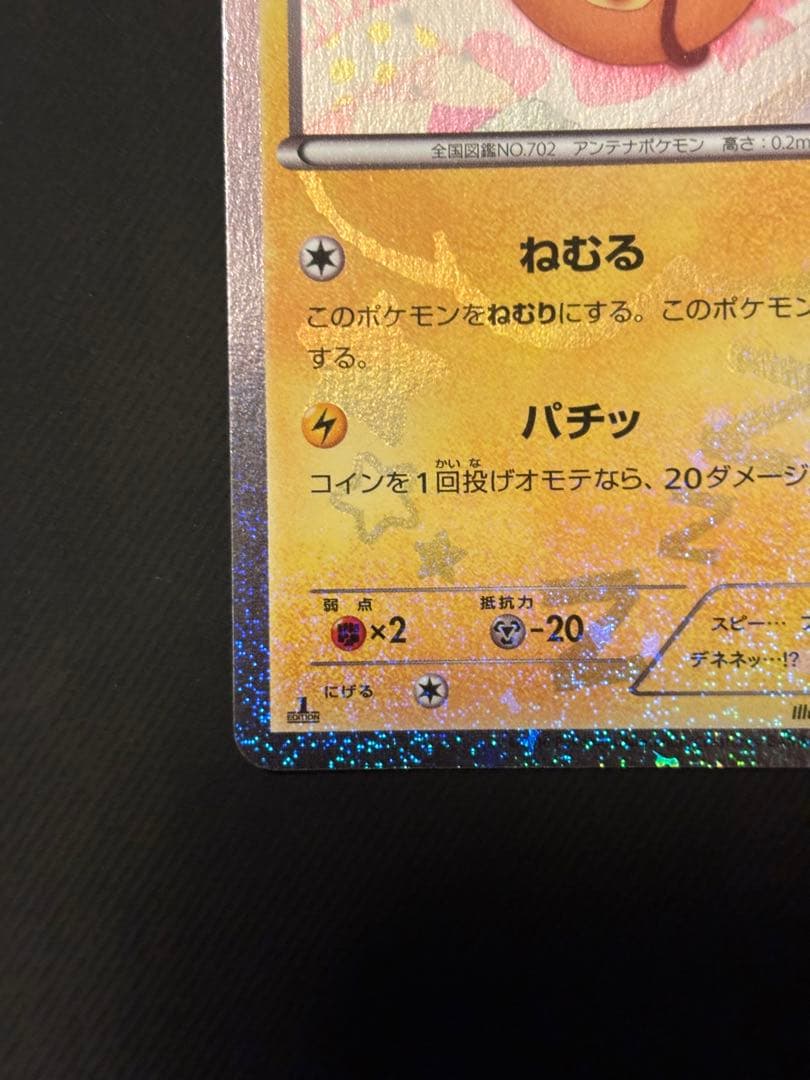 全国図鑑NO.702 アンテナポケモン 高さ：0.2m
ねむる
このポケモンをねむりにする。このポケモン
する。
パチッ
かい な
コインを1回投げオモテなら、20ダメージ
弱点 抵抗力
×2 -20
スピー…
デネネッ…!?
にげる
1
EDITION
Illu